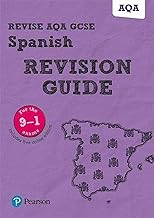 AQA
REVISE AQA GCSE
Spanish
REVISION
GUIDE
For the
9–1
exams
Pearson